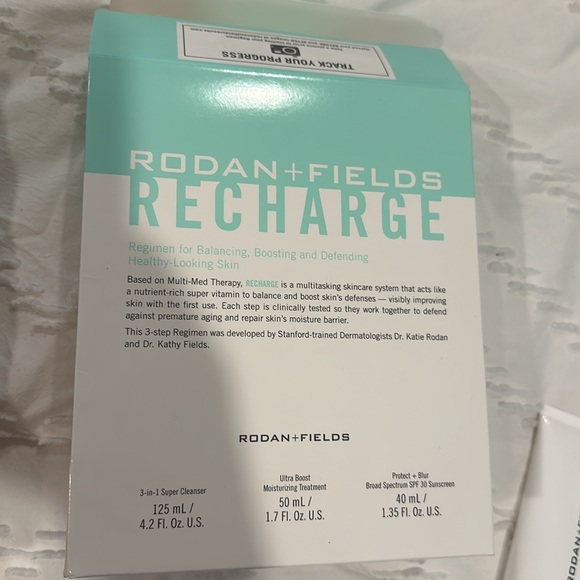 TRACK YOUR PROGRESS
RODAN+FIELDS
RECHARGE
Regimen for Balancing, Boosting and Defending
Healthy-Looking Skin
Based on Multi-Med Therapy, RECHARGE is a multitasking skincare system that acts like
a nutrient-rich super vitamin to balance and boost skin's defenses — visibly improving
skin with the first use. Each step is clinically tested so they work together to defend
against premature aging and repair skin's moisture barrier.
This 3-step Regimen was developed by Stanford-trained Dermatologists Dr. Katie Rodan
and Dr. Kathy Fields.
RODAN+FIELDS
3-in-1 Super Cleanser
125 mL /
4.2 Fl. Oz. U.S.
Ultra Boost
Moisturizing Treatment
50 mL /
1.7 Fl. Oz. U.S.
Protect + Blur
Broad Spectrum SPF 30 Sunscreen
40 mL /
1.35 Fl. Oz. U.S.